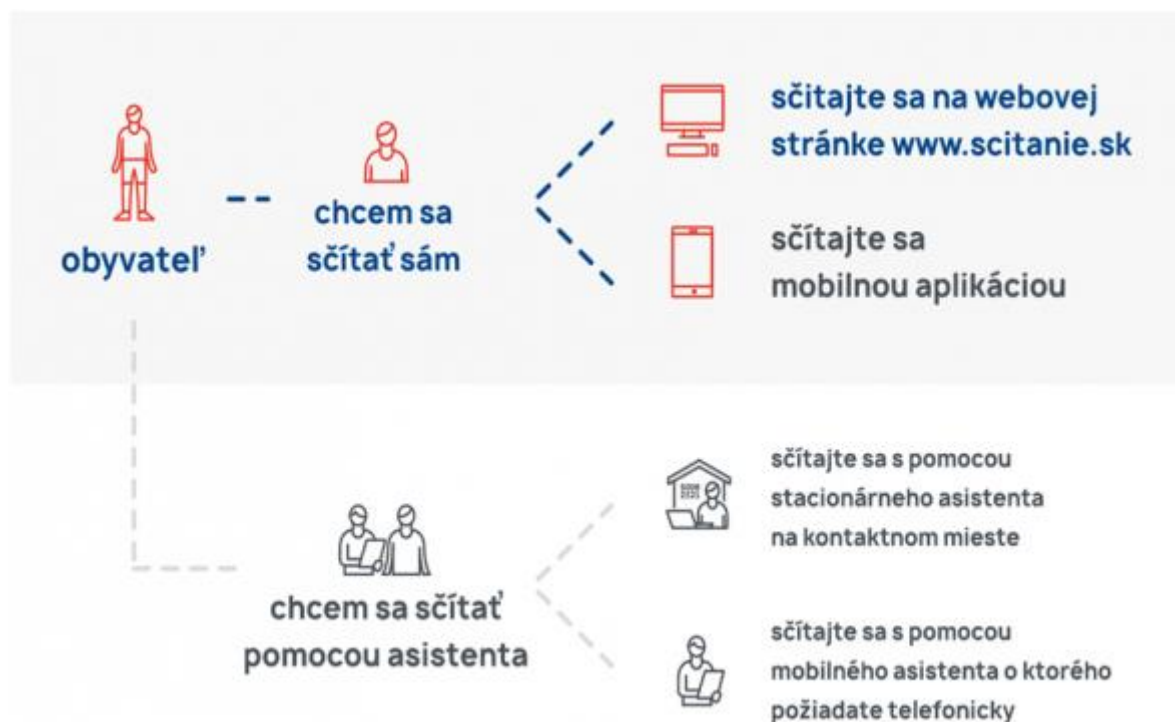 obyvateľ
chcem sa
sčítať sám
sčitajte sa na webovej
stránke www.scitanie.sk
sčítajte sa
mobilnou aplikáciou
chcem sa sčítať
pomocou asistenta
sčítajte sa s pomocou
stacionárneho asistenta
na kontaktnom mieste
sčítajte sa s pomocou
mobilného asistenta o ktorého
požiadate telefonicky